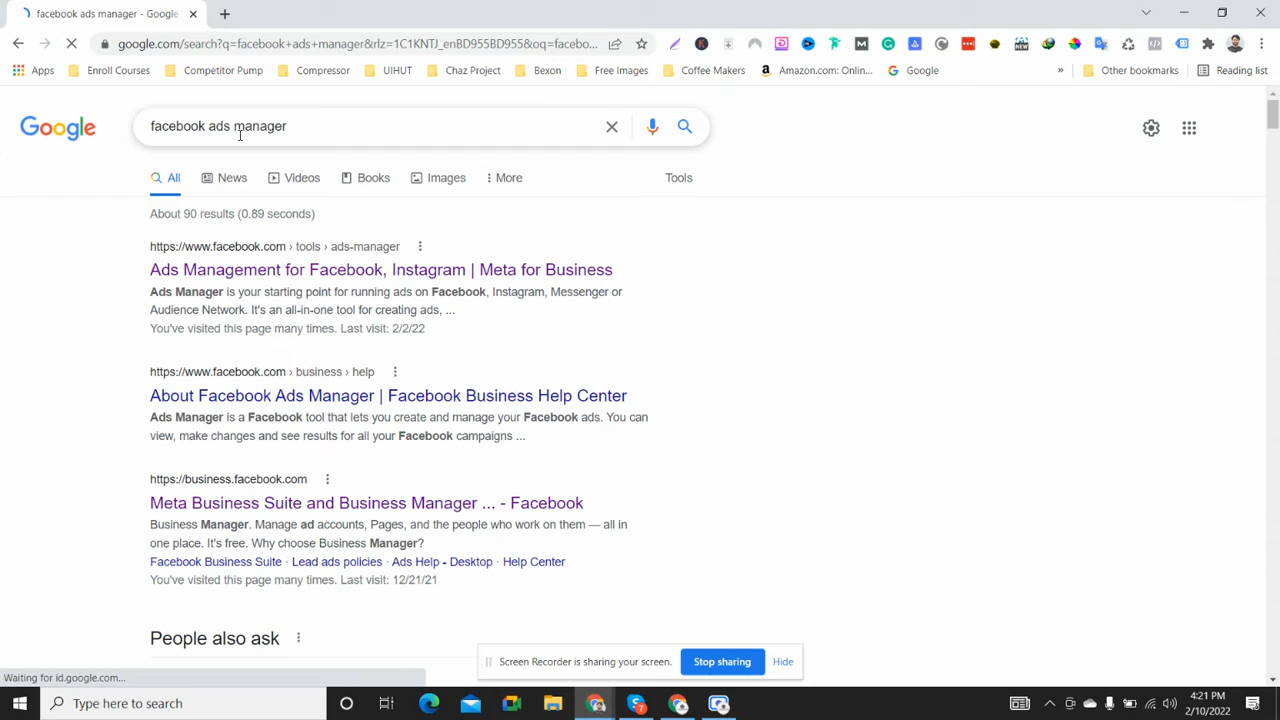 facebook ads manager - Google
google.com/search?q=facebook+ads+manager&rlz=1C1KNTJ_enBD955BD955&oq=facebo...
Apps
Enroll Courses
Competitor Pump
Compressor
UIHUT
Chaz Project
Bexon
Free Images
Coffee Makers
Amazon.com: Onlin...
Google
»
Other bookmarks
Reading list
Google
facebook ads manager
All
News
Videos
Books
Images
More
Tools
About 90 results (0.89 seconds)
https://www.facebook.com › tools › ads-manager
Ads Management for Facebook, Instagram | Meta for Business
Ads Manager is your starting point for running ads on Facebook, Instagram, Messenger or
Audience Network. It's an all-in-one tool for creating ads, ...
You've visited this page many times. Last visit: 2/2/22
https://www.facebook.com › business › help
About Facebook Ads Manager | Facebook Business Help Center
Ads Manager is a Facebook tool that lets you create and manage your Facebook ads. You can
view, make changes and see results for all your Facebook campaigns ...
https://business.facebook.com
Meta Business Suite and Business Manager ... - Facebook
Business Manager. Manage ad accounts, Pages, and the people who work on them — all in
one place. It's free. Why choose Business Manager?
Facebook Business Suite · Lead ads policies · Ads Help - Desktop · Help Center
You've visited this page many times. Last visit: 12/21/21
People also ask
Screen Recorder is sharing your screen.
Stop sharing
Hide
Waiting for id.google.com...
Type here to search
4:21 PM
2/10/2022